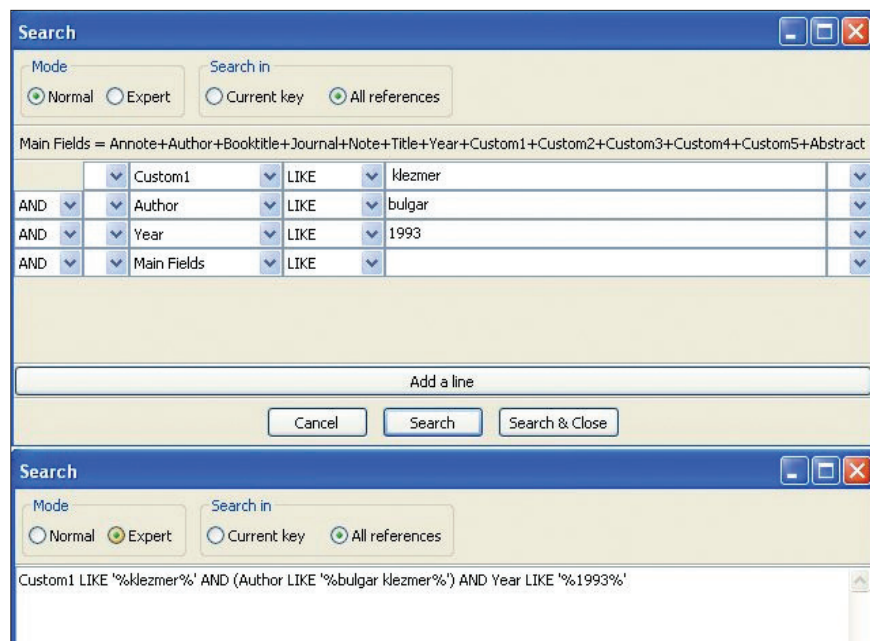 Search
Mode Search in
Normal Expert Current key All references
Main Fields = Annote+Author+Booktitle+Journal+Note+Title+Year+Custom1+Custom2+Custom3+Custom4+Custom5+Abstract
Custom1 LIKE klezmer
AND Author LIKE bulgar
AND Year LIKE 1993
AND Main Fields LIKE
Add a line
Cancel Search Search & Close
Search
Mode Search in
Normal Expert Current key All references
Custom1 LIKE '%klezmer%' AND (Author LIKE '%bulgar klezmer%') AND Year LIKE '%1993%'